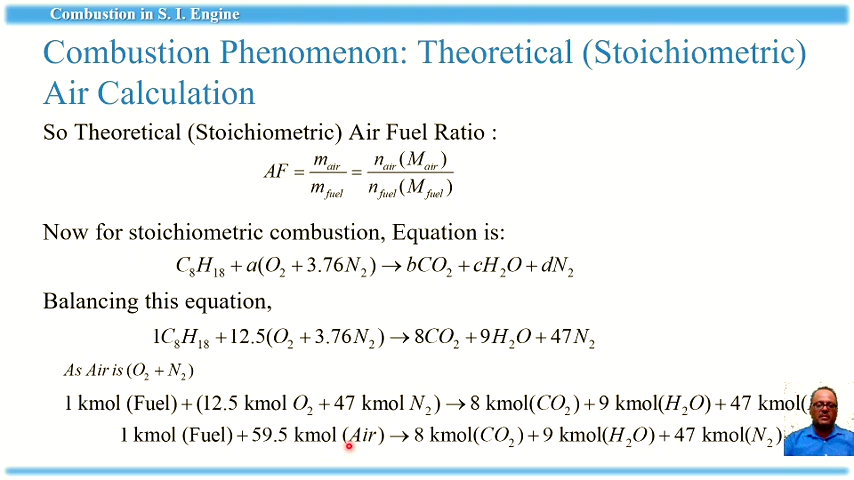 Combustion in S. I. Engine
Combustion Phenomenon: Theoretical (Stoichiometric)
Air Calculation
So Theoretical (Stoichiometric) Air Fuel Ratio :
AF = m_air / m_fuel = n_air (M_air) / n_fuel (M_fuel)
Now for stoichiometric combustion, Equation is:
C₈H₁₈ + a(O₂ + 3.76N₂) → bCO₂ + cH₂O + dN₂
Balancing this equation,
1C₈H₁₈ + 12.5(O₂ + 3.76N₂) → 8CO₂ + 9H₂O + 47N₂
As Air is (O₂ + N₂)
1 kmol (Fuel) + (12.5 kmol O₂ + 47 kmol N₂) → 8 kmol(CO₂) + 9 kmol(H₂O) + 47 kmol(
1 kmol (Fuel) + 59.5 kmol (Air) → 8 kmol(CO₂) + 9 kmol(H₂O) + 47 kmol(N₂)